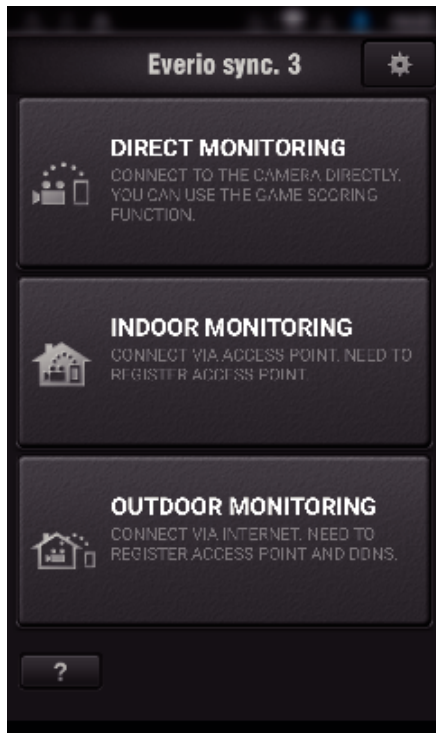 Everio sync. 3
DIRECT MONITORING
CONNECT TO THE CAMERA DIRECTLY.
YOU CAN USE THE GAME SCORING
FUNCTION.
INDOOR MONITORING
CONNECT VIA ACCESS POINT. NEED TO
REGISTER ACCESS POINT.
OUTDOOR MONITORING
CONNECT VIA INTERNET. NEED TO
REGISTER ACCESS POINT AND DDNS.
?